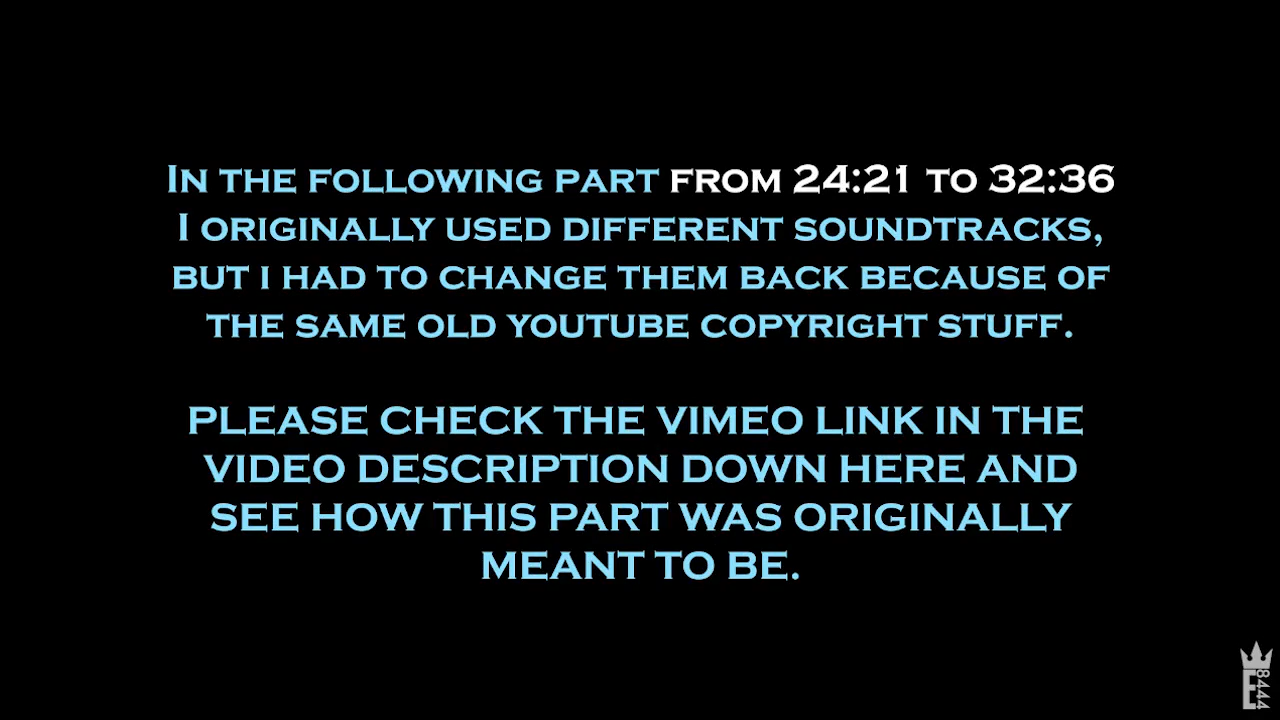 In the following part from 24:21 to 32:36
I originally used different soundtracks,
but i had to change them back because of
the same old youtube copyright stuff.
PLEASE CHECK THE VIMEO LINK IN THE
VIDEO DESCRIPTION DOWN HERE AND
SEE HOW THIS PART WAS ORIGINALLY
MEANT TO BE.
E8444